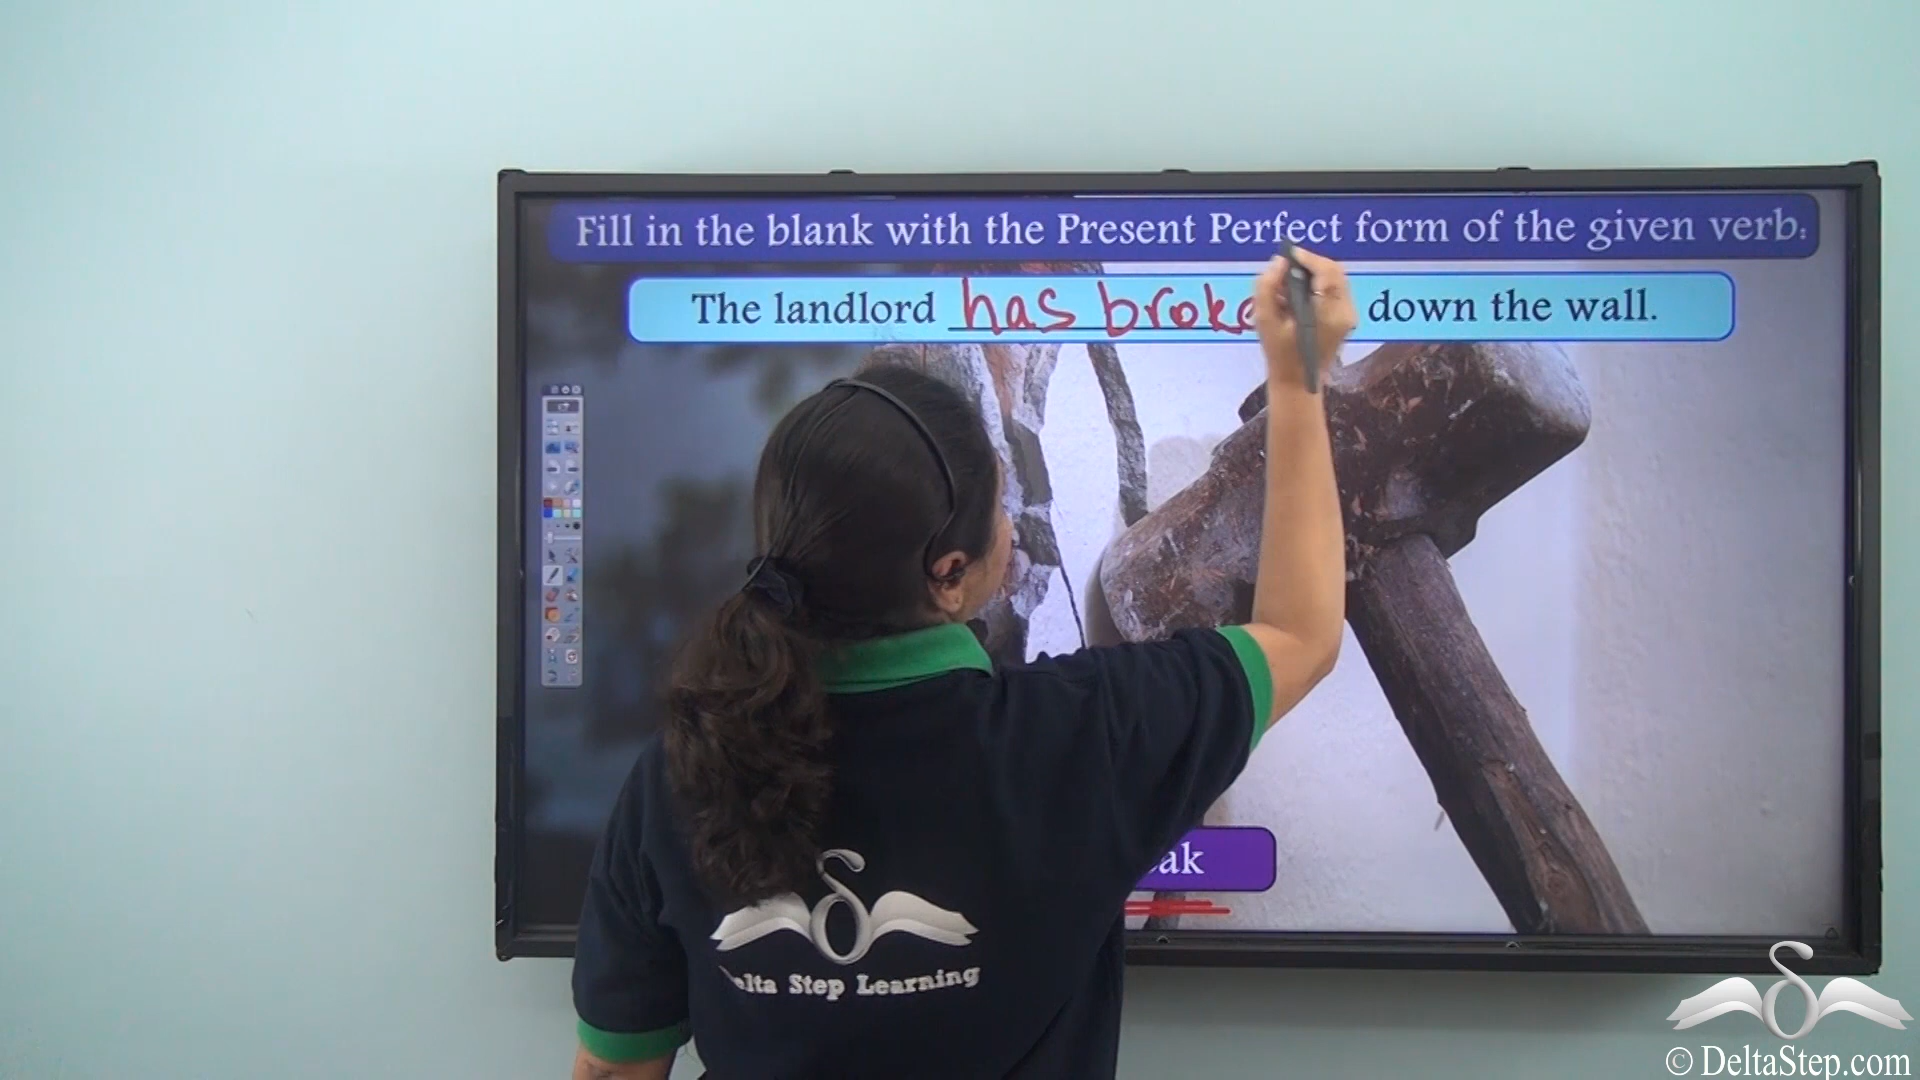 Fill in the blank with the Present Perfect form of the given verb:
The landlord has broke down the wall.
ak
elta Step Learning
© DeltaStep.com